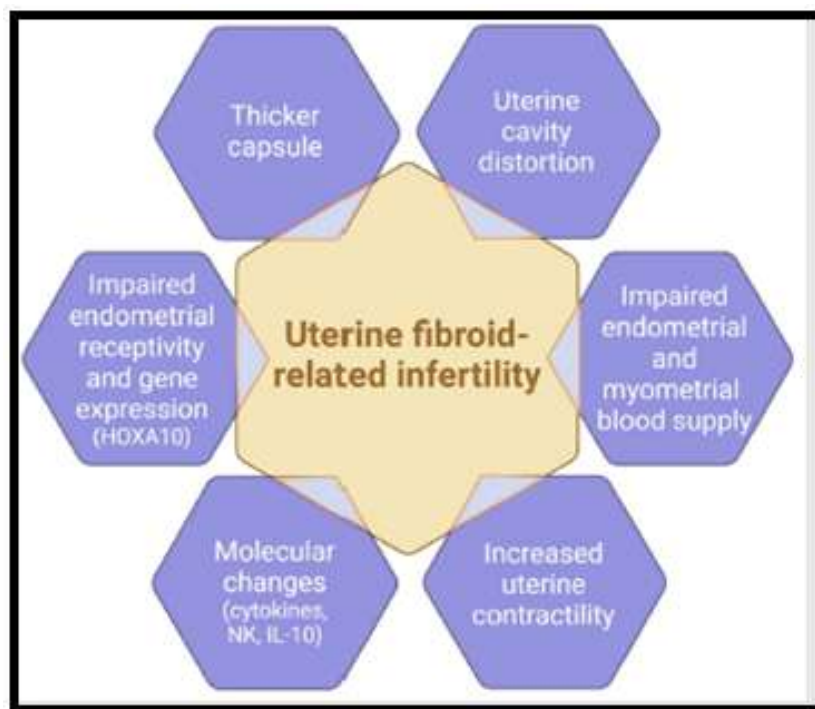 Thicker
capsule
Uterine
cavity
distortion
Impaired
endometrial
receptivity
and gene
expression
(HOXA10)
Uterine fibroid-
related infertility
Impaired
endometrial
and
myometrial
blood supply
Molecular
changes
(cytokines,
NK, IL-10)
Increased
uterine
contractility